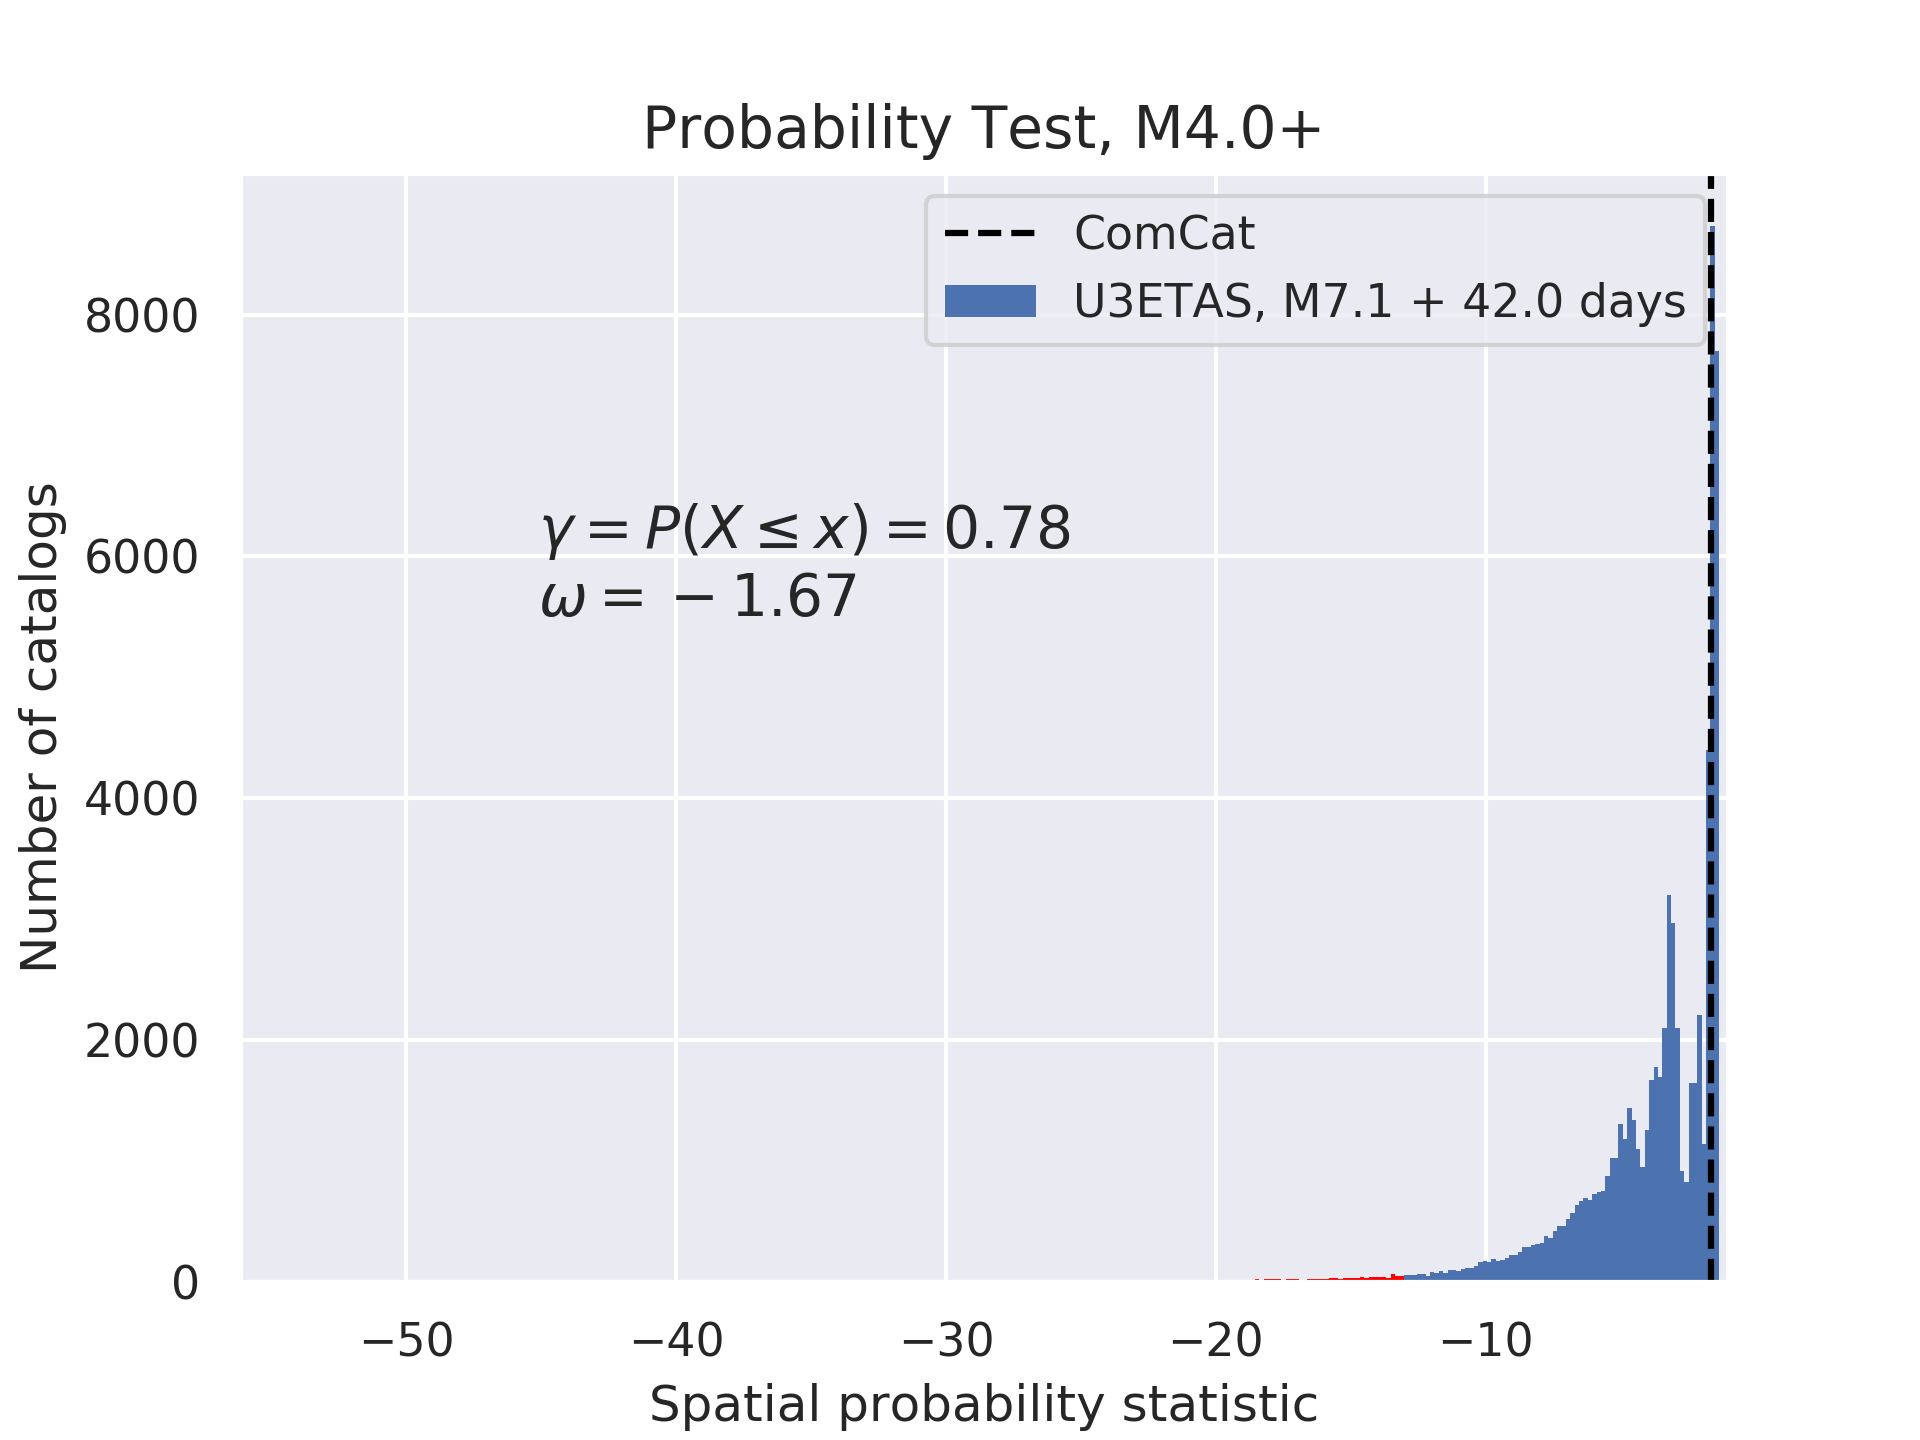 Probability Test, M4.0+
ComCat
U3ETAS, M7.1 + 42.0 days
γ = P(X ≤ x) = 0.78
ω = − 1.67
Number of catalogs
8000
6000
4000
2000
0
−50 −40 −30 −20 −10
Spatial probability statistic